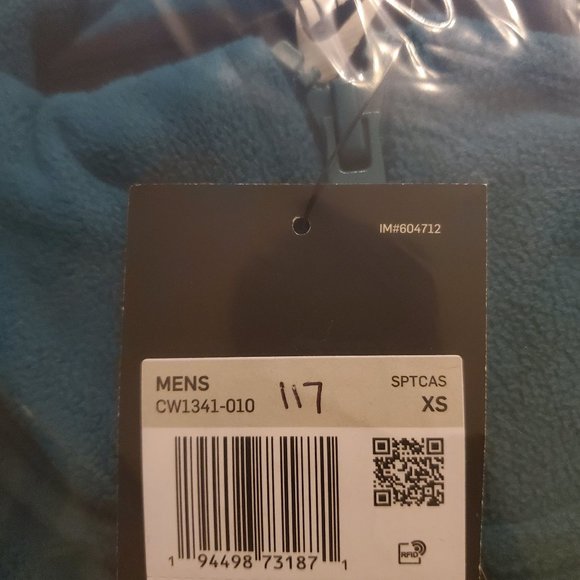 IM#604712
MENS
SPTCAS
CW1341-010
117
XS
1 94498 73187 1
RFID